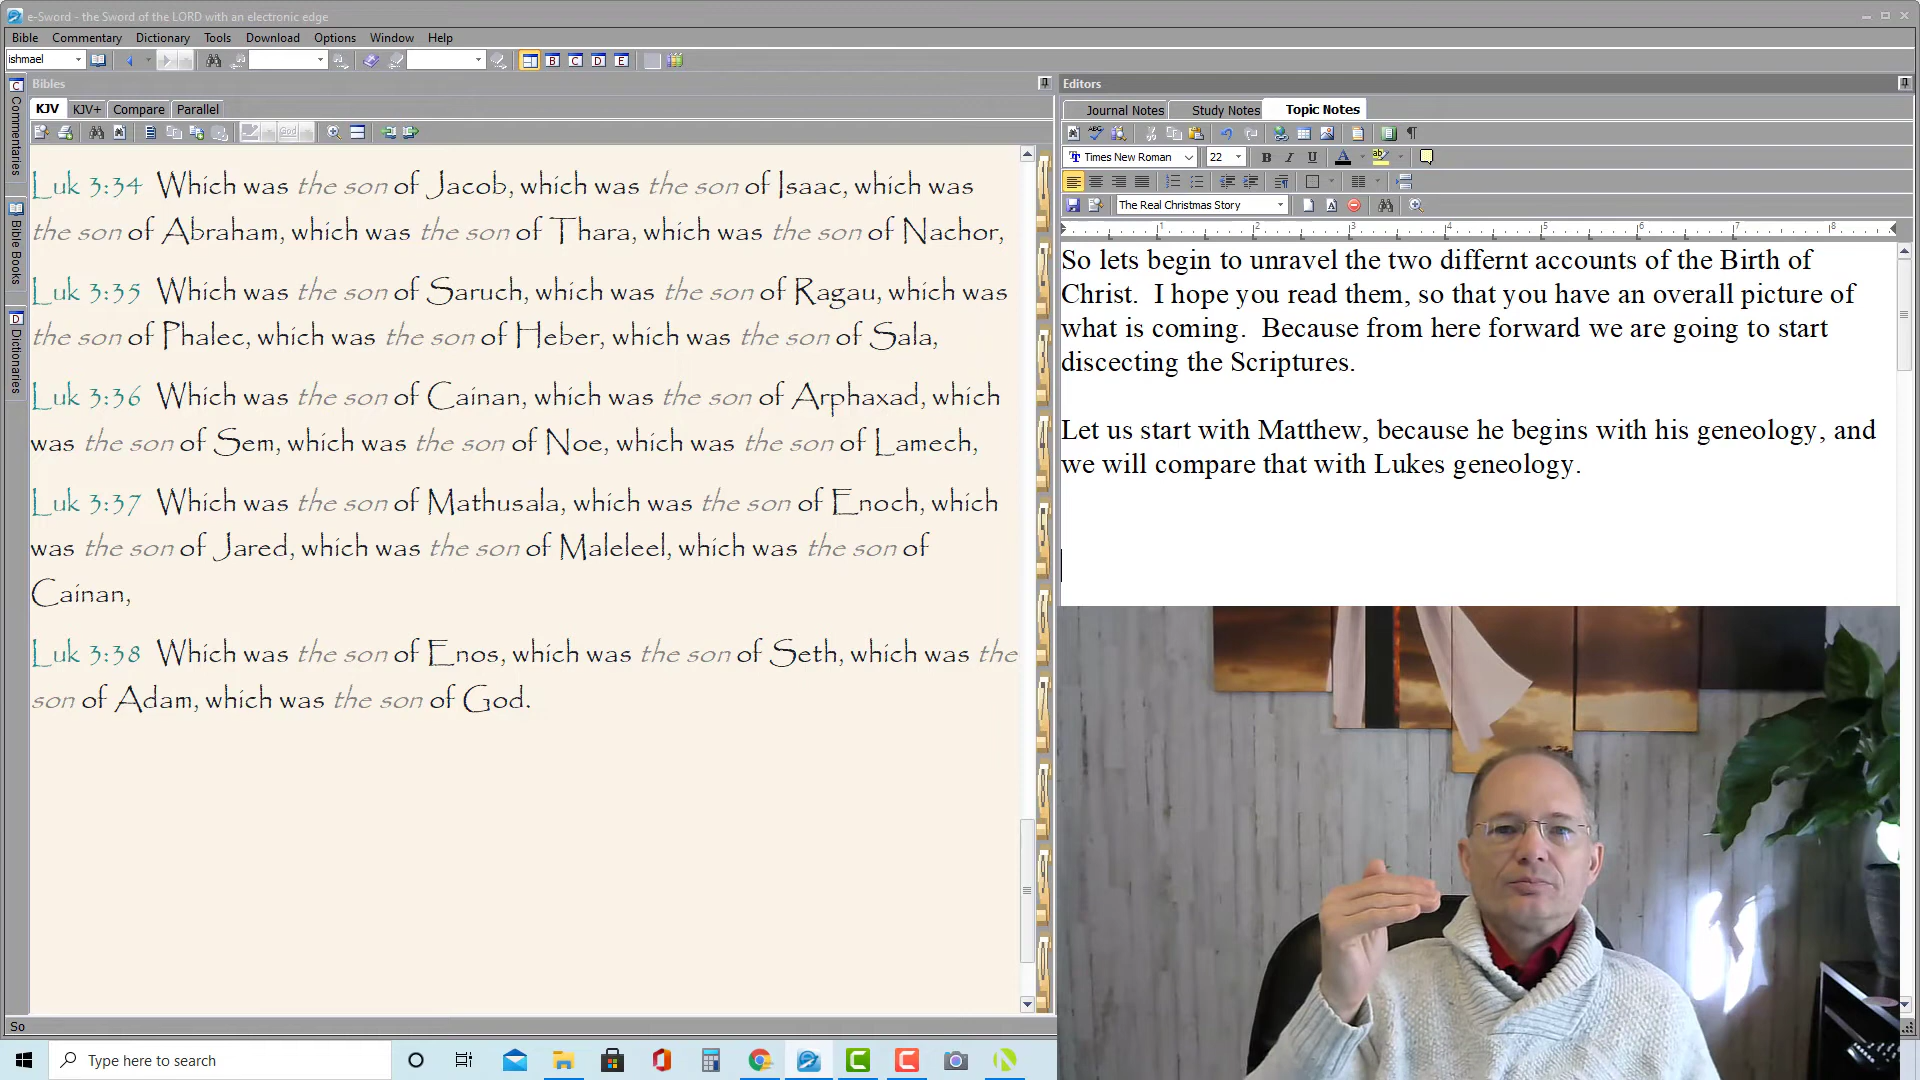 e-Sword - the Sword of the LORD with an electronic edge
Bible Commentary Dictionary Tools Download Options Window Help
ishmael
B C D E
Bibles
KJV KJV+ Compare Parallel
C Commentaries
Bible Books
D Dictionaries
Luk 3:34 Which was the son of Jacob, which was the son of Isaac, which was
the son of Abraham, which was the son of Thara, which was the son of Nachor,
Luk 3:35 Which was the son of Saruch, which was the son of Ragau, which was
the son of Phalec, which was the son of Heber, which was the son of Sala,
Luk 3:36 Which was the son of Cainan, which was the son of Arphaxad, which
was the son of Sem, which was the son of Noe, which was the son of Lamech,
Luk 3:37 Which was the son of Mathusala, which was the son of Enoch, which
was the son of Jared, which was the son of Maleleel, which was the son of
Cainan,
Luk 3:38 Which was the son of Enos, which was the son of Seth, which was the
son of Adam, which was the son of God.
Editors
Journal Notes Study Notes Topic Notes
Times New Roman 22 B I U A
The Real Christmas Story
1 2 3 4 5 6 7 8
So lets begin to unravel the two differnt accounts of the Birth of
Christ. I hope you read them, so that you have an overall picture of
what is coming. Because from here forward we are going to start
discecting the Scriptures.
Let us start with Matthew, because he begins with his geneology, and
we will compare that with Lukes geneology.
So
Type here to search